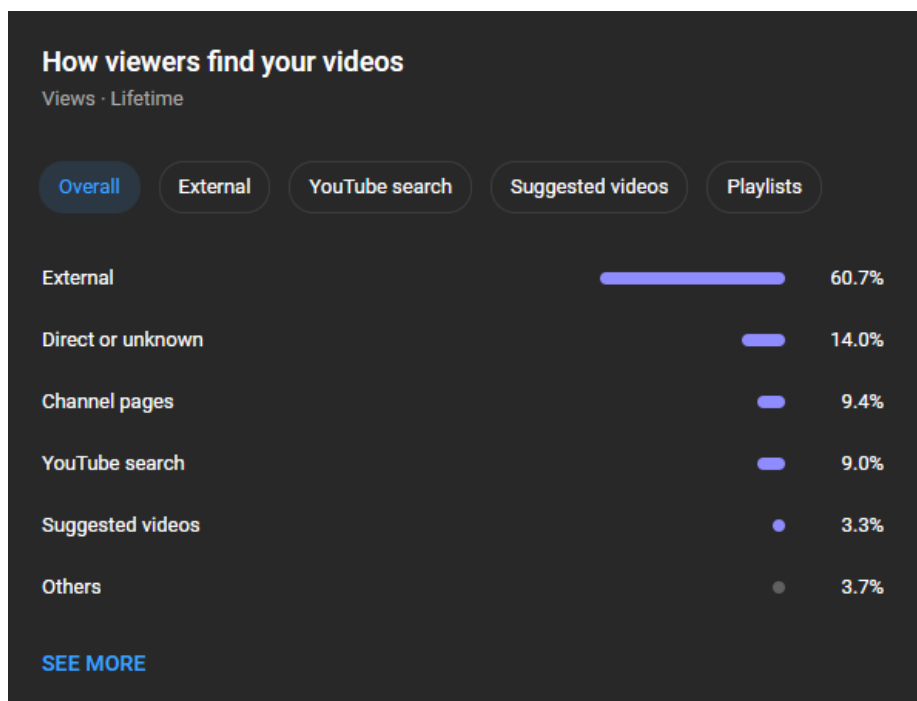 How viewers find your videos
Views · Lifetime
Overall External YouTube search Suggested videos Playlists
External 60.7%
Direct or unknown 14.0%
Channel pages 9.4%
YouTube search 9.0%
Suggested videos 3.3%
Others 3.7%
SEE MORE